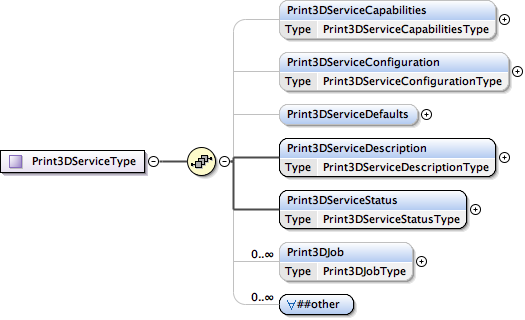 Print3DServiceCapabilities
Type Print3DServiceCapabilitiesType
Print3DServiceConfiguration
Type Print3DServiceConfigurationType
Print3DServiceDefaults
Print3DServiceType
Print3DServiceDescription
Type Print3DServiceDescriptionType
Print3DServiceStatus
Type Print3DServiceStatusType
0..∞
Print3DJob
Type Print3DJobType
0..∞
∀##other